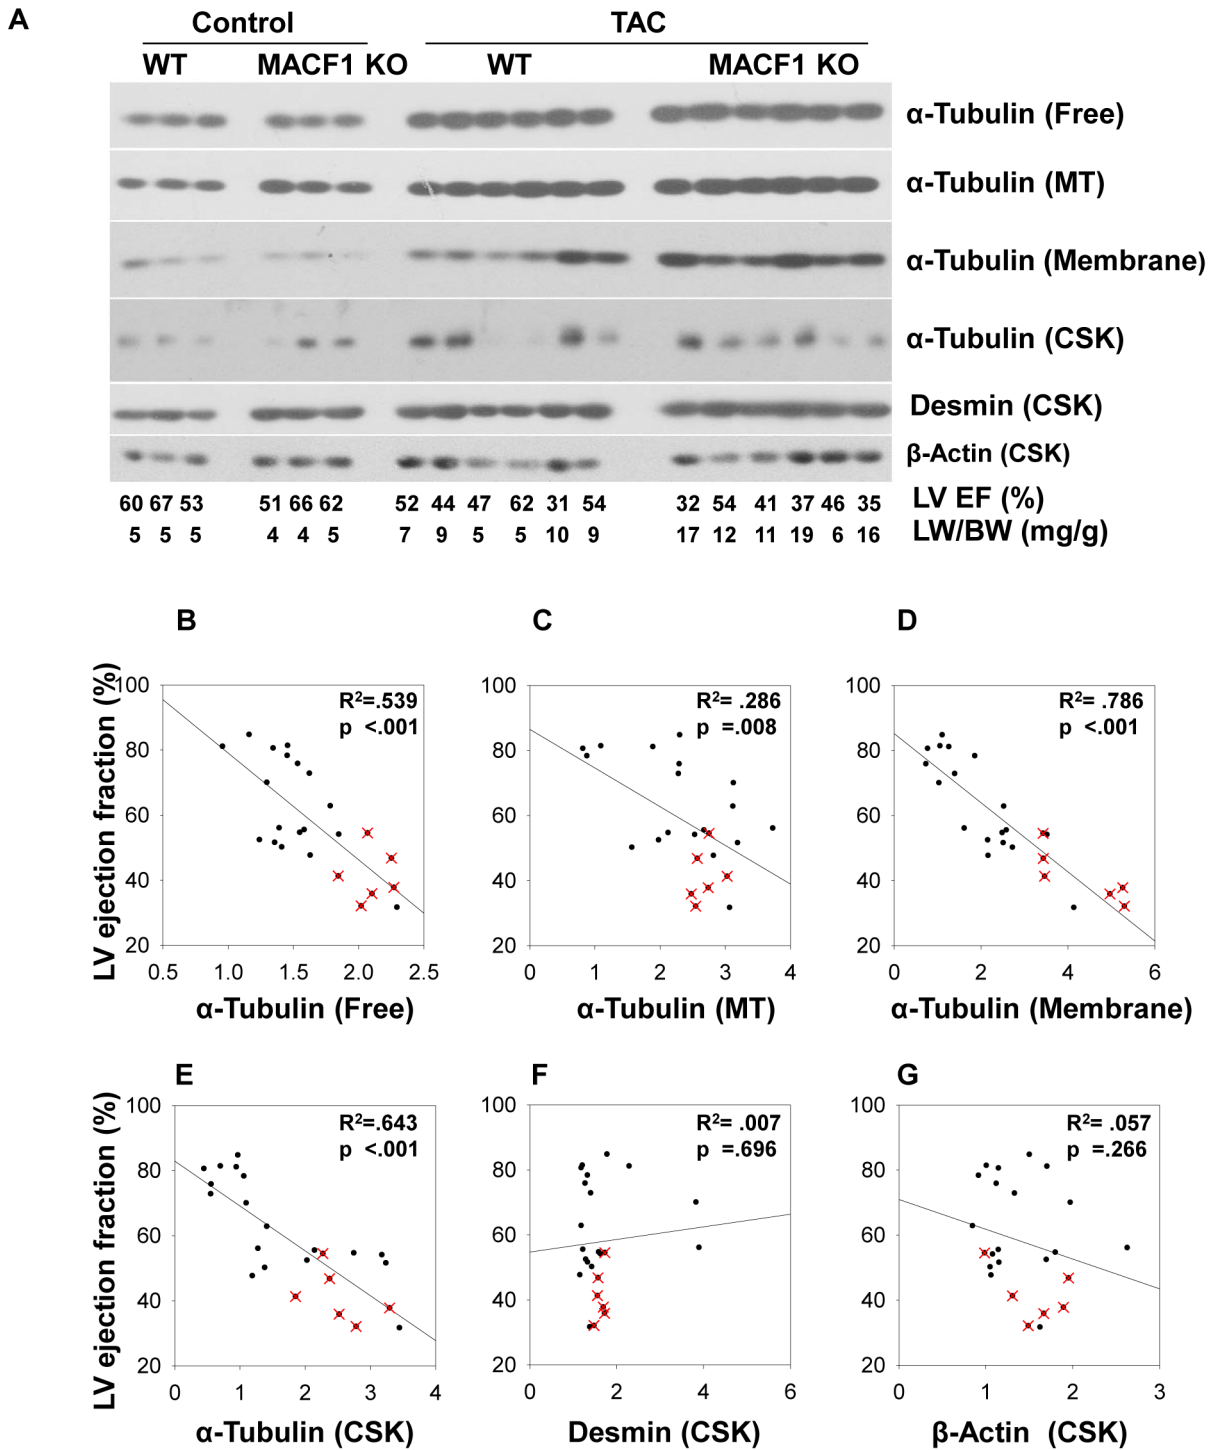 A
Control TAC
WT MACF1 KO WT MACF1 KO
α-Tubulin (Free)
α-Tubulin (MT)
α-Tubulin (Membrane)
α-Tubulin (CSK)
Desmin (CSK)
β-Actin (CSK)
60 67 53 51 66 62 52 44 47 62 31 54 32 54 41 37 46 35 LV EF (%)
5 5 5 4 4 5 7 9 5 5 10 9 17 12 11 19 6 16 LW/BW (mg/g)
B
LV ejection fraction (%)
100
80
60
40
20
R²=.539
p <.001
0.5 1.0 1.5 2.0 2.5
α-Tubulin (Free)
C
100
80
60
40
20
R²= .286
p =.008
0 1 2 3 4
α-Tubulin (MT)
D
100
80
60
40
20
R²= .786
p <.001
0 2 4 6
α-Tubulin (Membrane)
E
LV ejection fraction (%)
100
80
60
40
20
R²=.643
p <.001
0 1 2 3 4
α-Tubulin (CSK)
F
100
80
60
40
20
R²= .007
p =.696
0 2 4 6
Desmin (CSK)
G
100
80
60
40
20
R²= .057
p =.266
0 1 2 3
β-Actin (CSK)